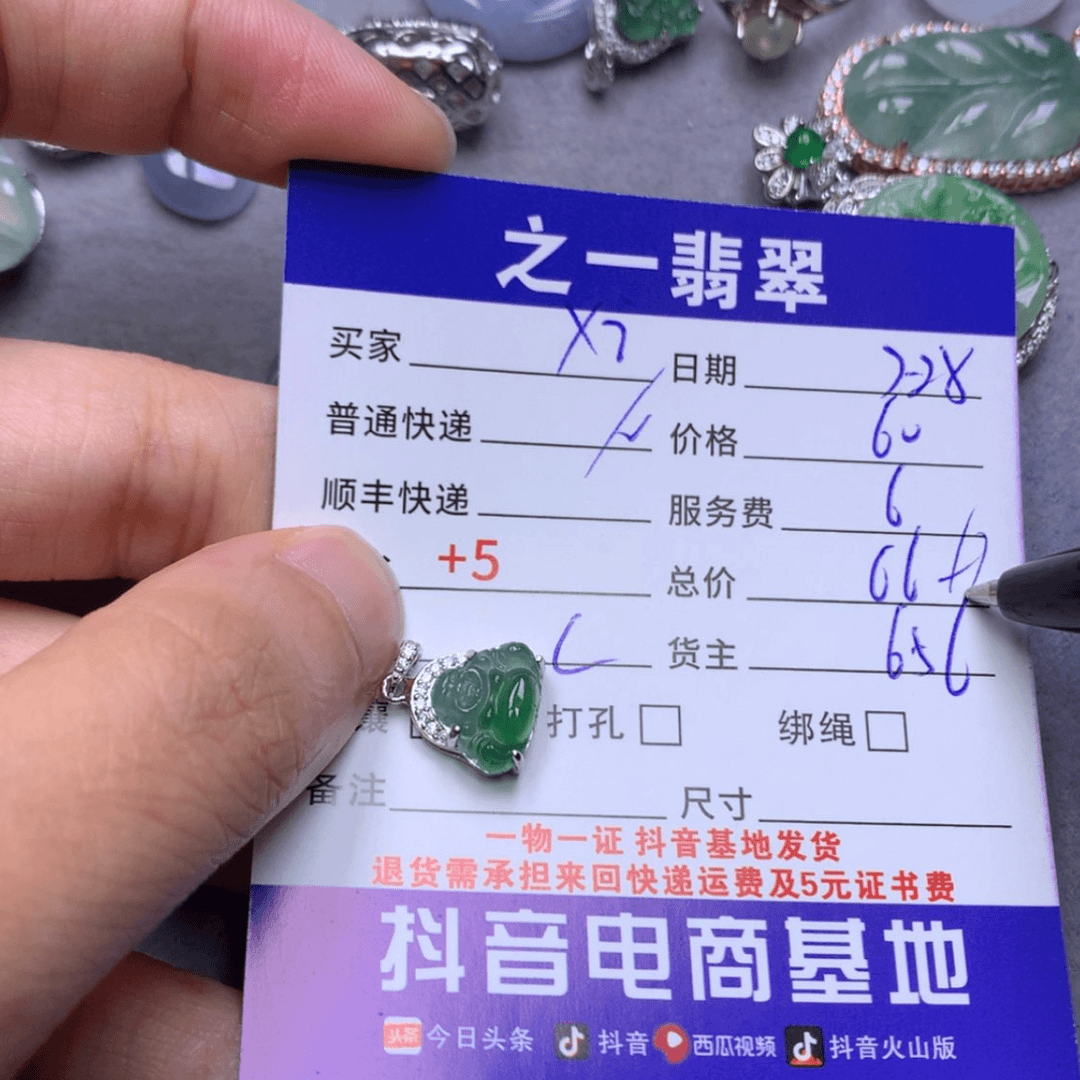 之一翡翠
买家 X7 日期 2-28
普通快递 价格 60
顺丰快递 服务费 6
+5 总价 66+
货主 656
镶 打孔 绑绳
备注 尺寸
一物一证 抖音基地发货
退货需承担来回快递运费及5元证书费
抖音电商基地
头条 今日头条 抖音 西瓜视频 抖音火山版